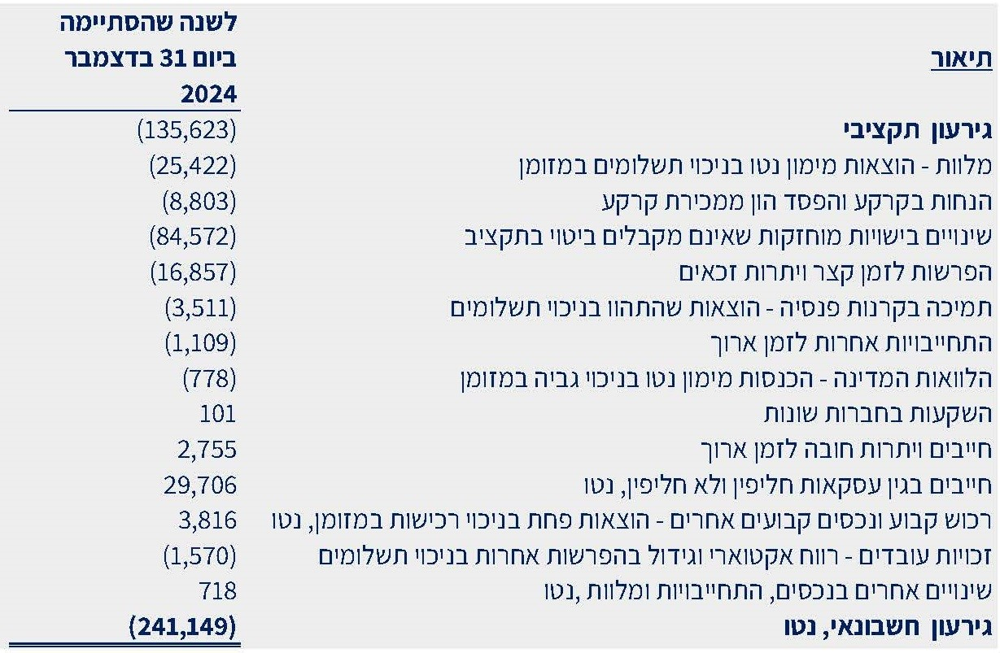 לשנה שהסתיימה
תיאור ביום 31 בדצמבר
2024
גירעון תקציבי (135,623)
מלוות - הוצאות מימון נטו בניכוי תשלומים במזומן (25,422)
הנחות בקרקע והפסד הון ממכירת קרקע (8,803)
שינויים בישויות מוחזקות שאינם מקבלים ביטוי בתקציב (84,572)
הפרשות לזמן קצר ויתרות זכאים (16,857)
תמיכה בקרנות פנסיה - הוצאות שהתהוו בניכוי תשלומים (3,511)
התחייבויות אחרות לזמן ארוך (1,109)
הלוואות המדינה - הכנסות מימון נטו בניכוי גביה במזומן (778)
השקעות בחברות שונות 101
חייבים ויתרות חובה לזמן ארוך 2,755
חייבים בגין עסקאות חליפין ולא חליפין, נטו 29,706
רכוש קבוע ונכסים קבועים אחרים - הוצאות פחת בניכוי רכישות במזומן, נטו 3,816
זכויות עובדים - רווח אקטוארי וגידול בהפרשות אחרות בניכוי תשלומים (1,570)
שינויים אחרים בנכסים, התחייבויות ומלוות ,נטו 718
גירעון חשבונאי, נטו (241,149)